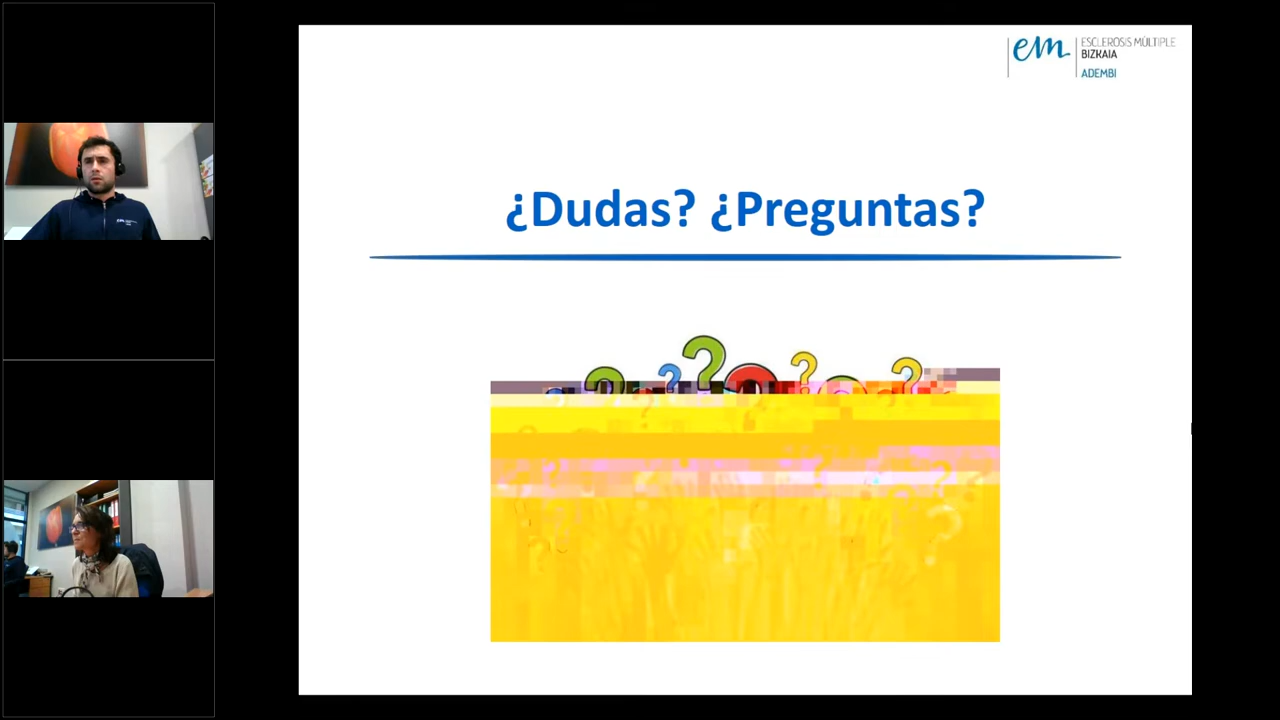 em
ESCLEROSIS MÚLTIPLE
BIZKAIA
ADEMBI
¿Dudas? ¿Preguntas?